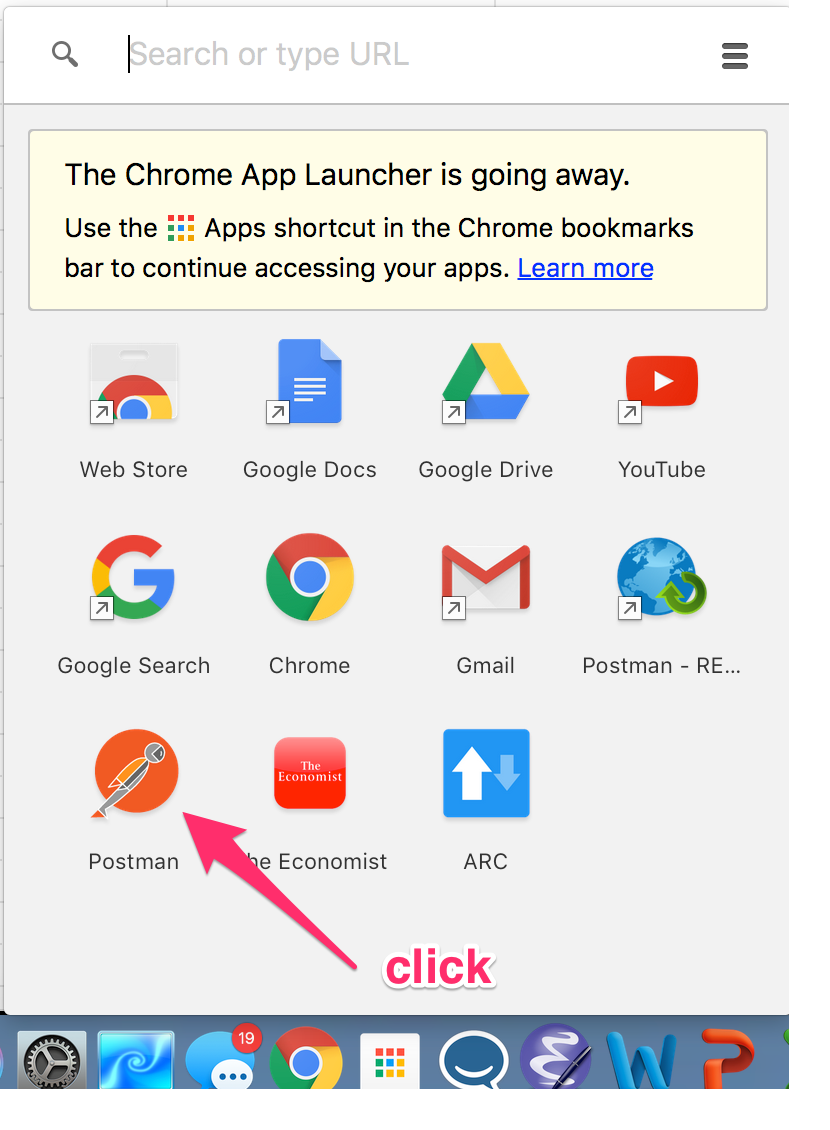 Search or type URL
The Chrome App Launcher is going away.
Use the Apps shortcut in the Chrome bookmarks
bar to continue accessing your apps. Learn more
Web Store Google Docs Google Drive YouTube
Google Search Chrome Gmail Postman - RE...
The
Economist
Postman he Economist ARC
click
19